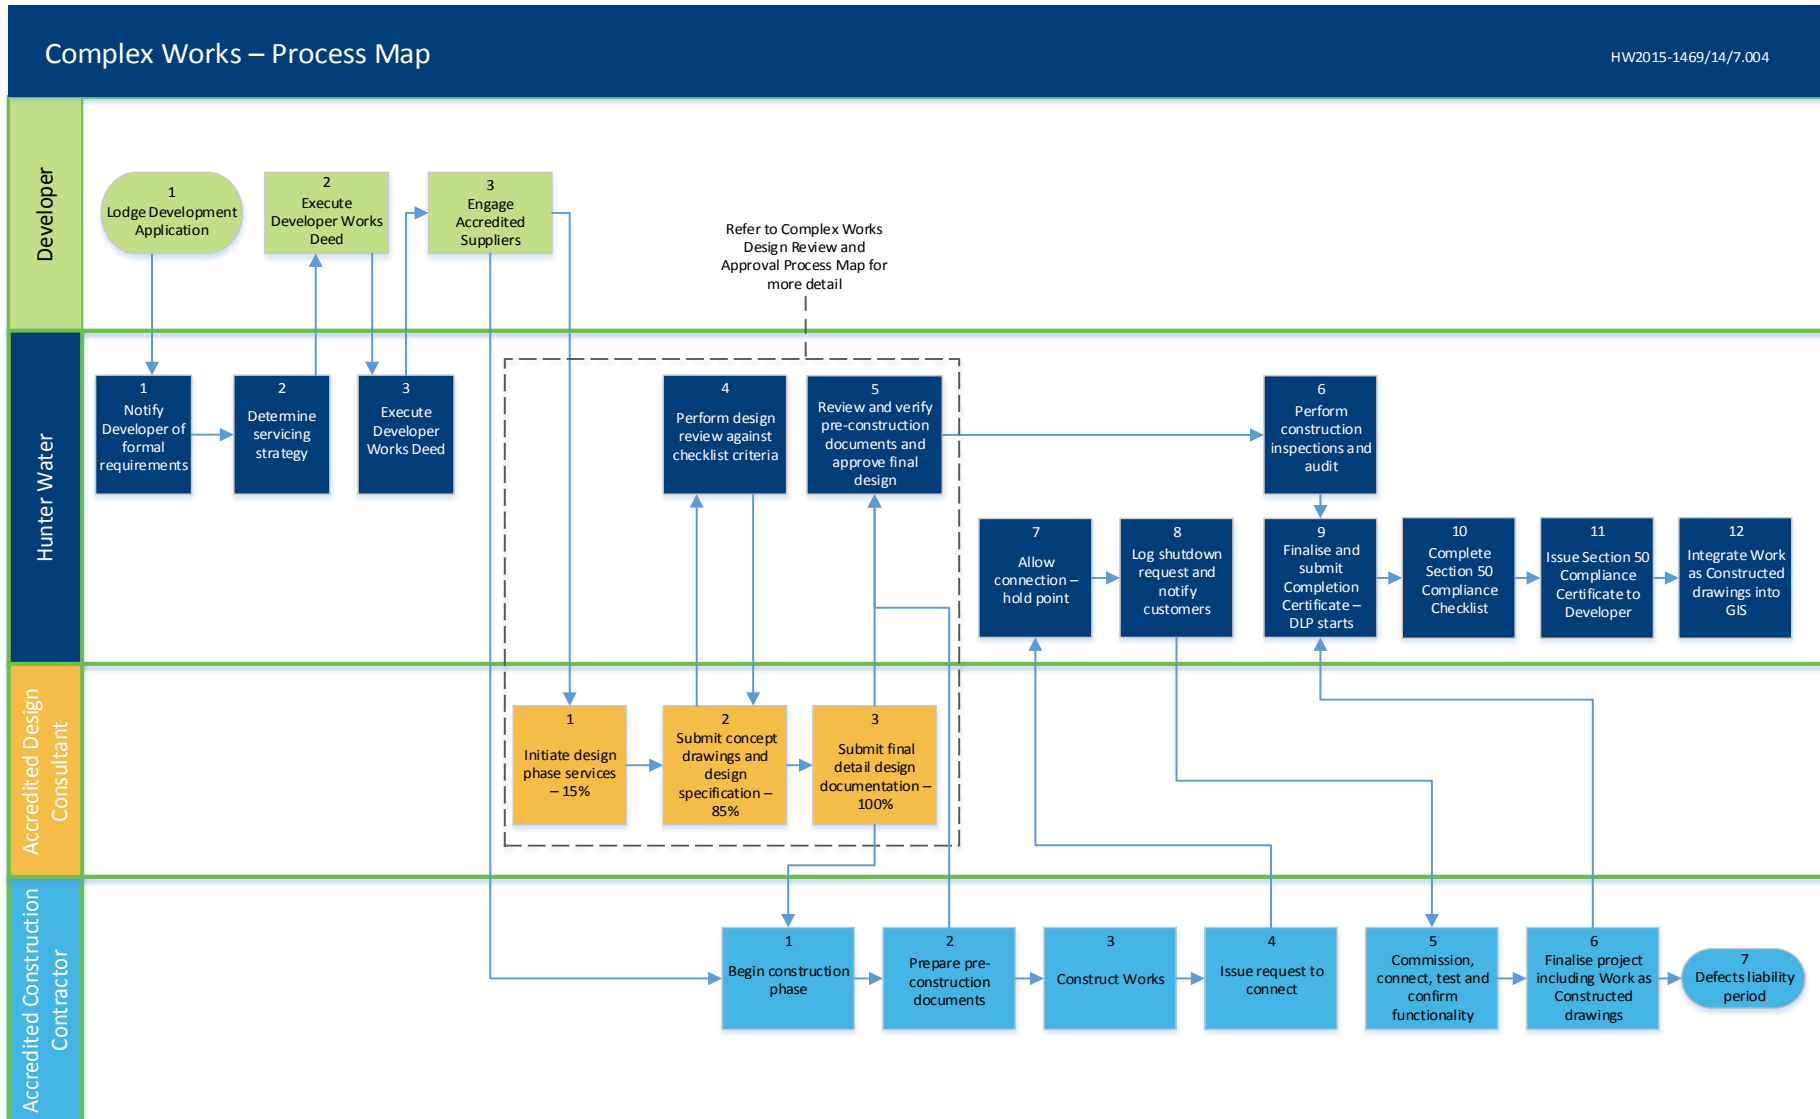 Complex Works – Process Map
HW2015-1469/14/7.004
Developer
1
Lodge Development
Application
2
Execute
Developer Works
Deed
3
Engage
Accredited
Suppliers
Refer to Complex Works
Design Review and
Approval Process Map for
more detail
Hunter Water
1
Notify
Developer of
formal
requirements
2
Determine
servicing
strategy
3
Execute
Developer
Works Deed
4
Perform design
review against
checklist criteria
5
Review and verify
pre-construction
documents and
approve final
design
6
Perform
construction
inspections and
audit
7
Allow
connection –
hold point
8
Log shutdown
request and
notify
customers
9
Finalise and
submit
Completion
Certificate –
DLP starts
10
Complete
Section 50
Compliance
Checklist
11
Issue Section 50
Compliance
Certificate to
Developer
12
Integrate Work
as Constructed
drawings into
GIS
Accredited Design
Consultant
1
Initiate design
phase services
– 15%
2
Submit concept
drawings and
design
specification –
85%
3
Submit final
detail design
documentation –
100%
Accredited Construction
Contractor
1
Begin construction
phase
2
Prepare pre-
construction
documents
3
Construct Works
4
Issue request to
connect
5
Commission,
connect, test and
confirm
functionality
6
Finalise project
including Work as
Constructed
drawings
7
Defects liability
period